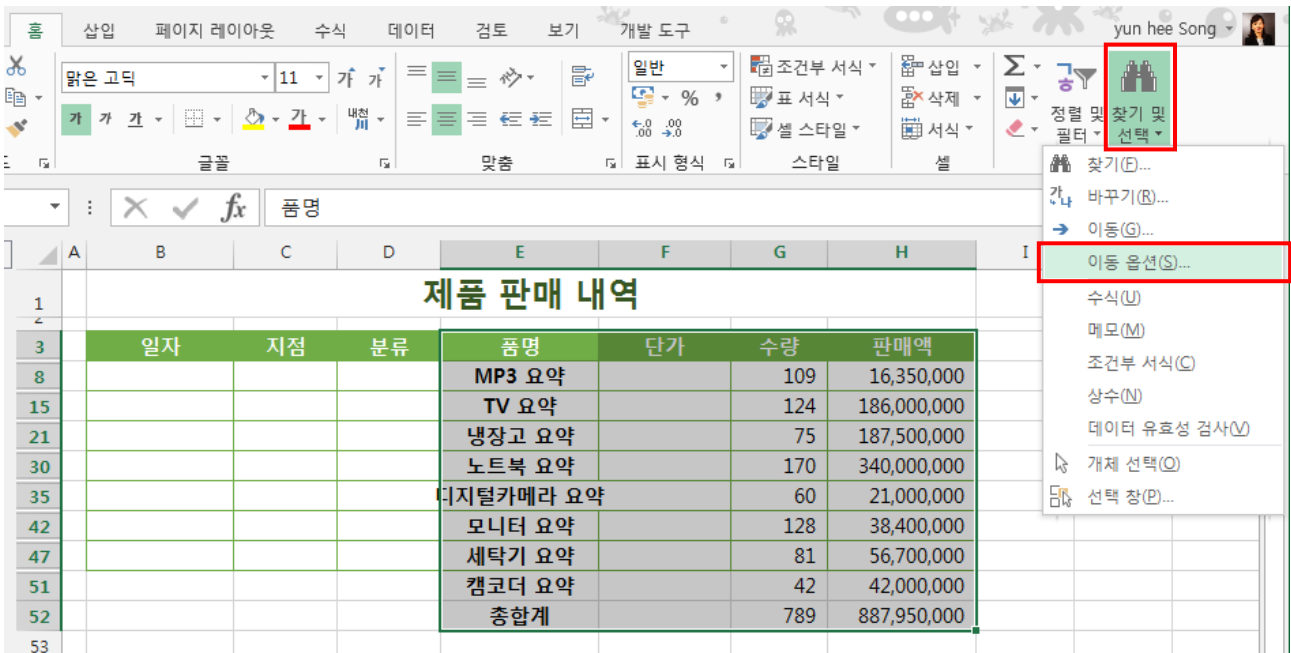 홈 삽입 페이지 레이아웃 수식 데이터 검토 보기 개발 도구 yun hee Song
맑은 고딕 11 가 가 일반 조건부 서식 삽입 Σ
% , 표 서식 삭제 정렬 및 찾기 및
가 가 가 가 내천 川 셀 스타일 서식 필터 선택
글꼴 맞춤 표시 형식 스타일 셀
찾기(F)...
바꾸기(R)...
이동(G)...
이동 옵션(S)...
수식(U)
메모(M)
조건부 서식(C)
상수(N)
데이터 유효성 검사(V)
개체 선택(O)
선택 창(P)...
fx 품명
A B C D E F G H I
1 제품 판매 내역
2
3 일자 지점 분류 품명 단가 수량 판매액
8 MP3 요약 109 16,350,000
15 TV 요약 124 186,000,000
21 냉장고 요약 75 187,500,000
30 노트북 요약 170 340,000,000
35 디지털카메라 요약 60 21,000,000
42 모니터 요약 128 38,400,000
47 세탁기 요약 81 56,700,000
51 캠코더 요약 42 42,000,000
52 총합계 789 887,950,000
53